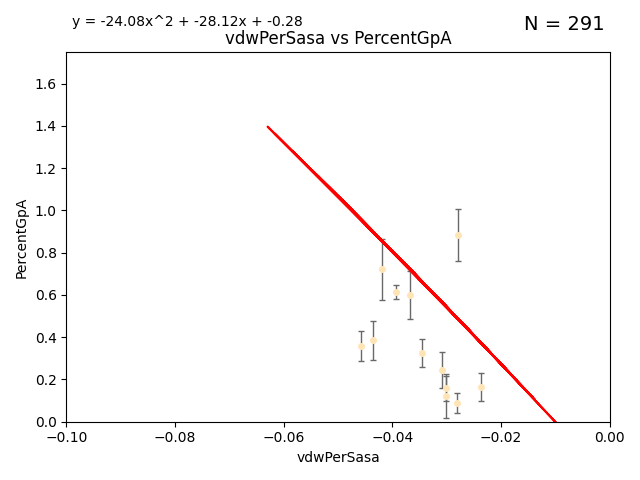 y = -24.08x^2 + -28.12x + -0.28
N = 291
vdwPerSasa vs PercentGpA
PercentGpA
1.6
1.4
1.2
1.0
0.8
0.6
0.4
0.2
0.0
−0.10 −0.08 −0.06 −0.04 −0.02 0.00
vdwPerSasa